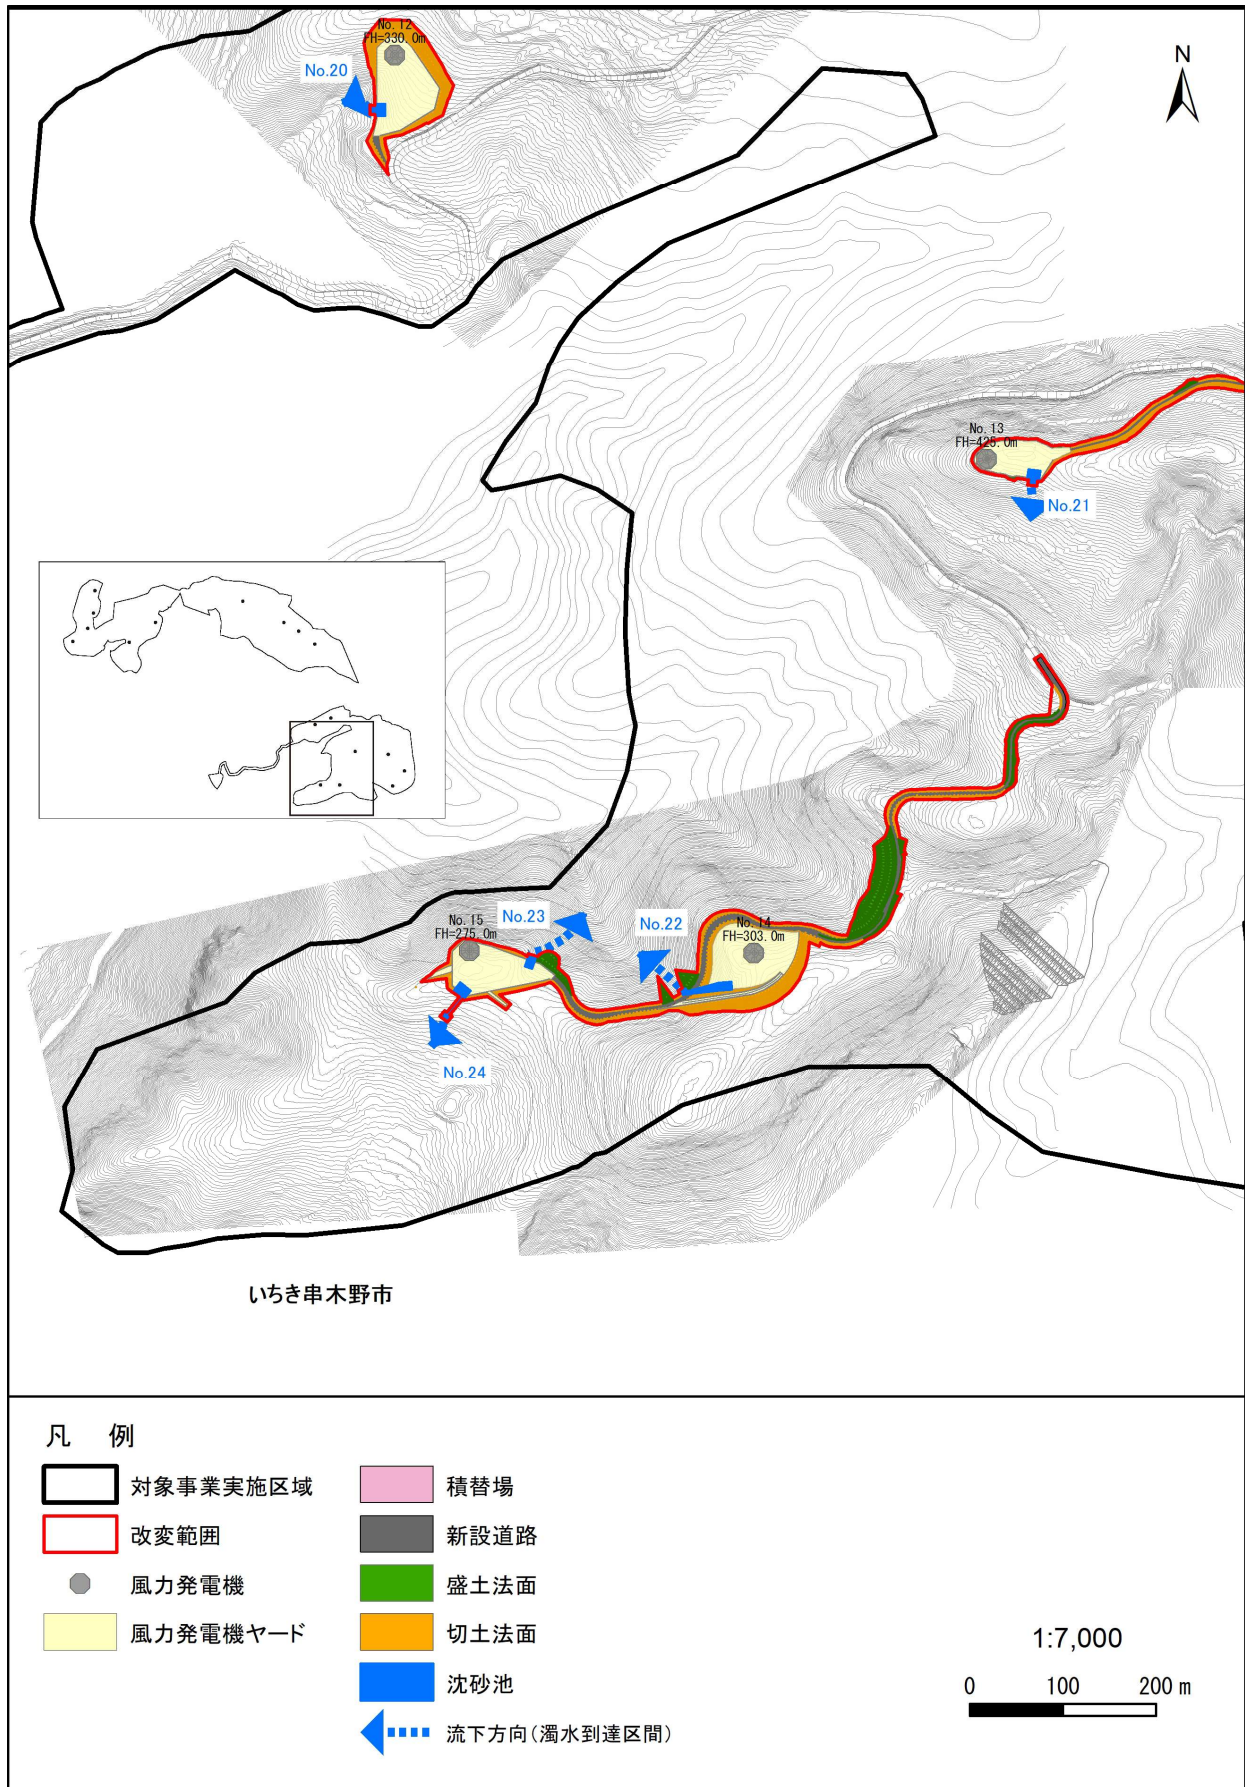 No.12
FH=330.0m
No.20
N
No.13
FH=425.0m
No.21
No.15
FH=275.0m
No.23
No.22
No.14
FH=303.0m
No.24
いちき串木野市
凡 例
対象事業実施区域
改変範囲
風力発電機
風力発電機ヤード
積替場
新設道路
盛土法面
切土法面
沈砂池
流下方向(濁水到達区間)
1:7,000
0 100 200 m